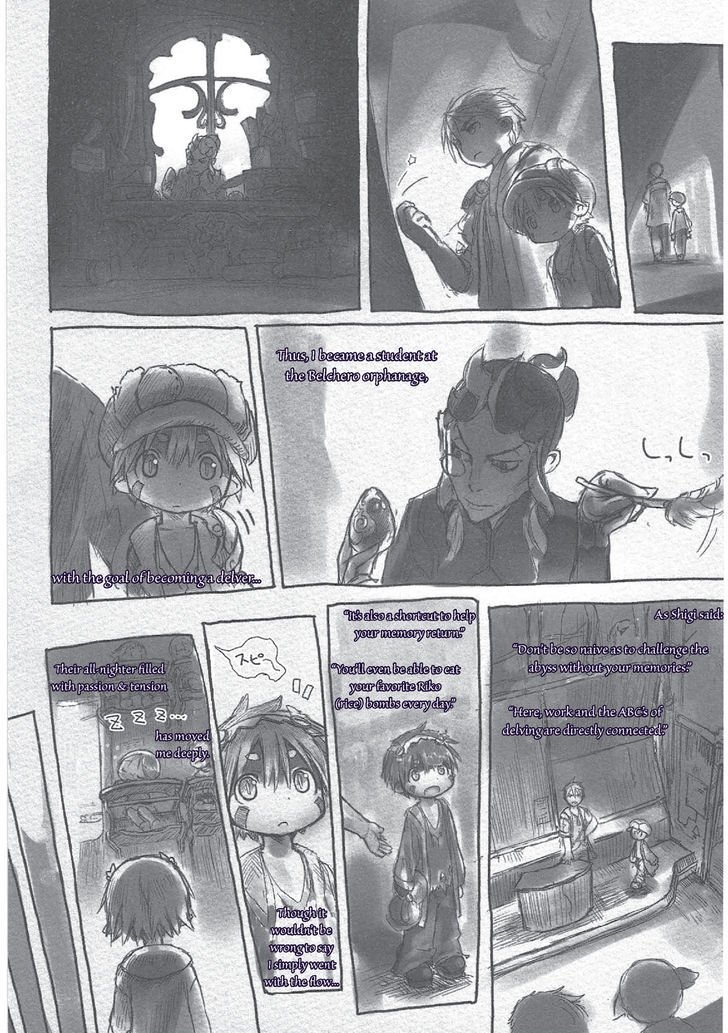 Thus, I became a student at
the Belchero orphanage,
しっしっ
with the goal of becoming a delver...
As Shigi said:
"Don't be so naive as to challenge the
abyss without your memories."
"Here, work and the ABC's of
delving are directly connected."
"It's also a shortcut to help
your memory return."
"You'll even be able to eat
your favorite Riko
(rice) bombs every day."
スピー
Though it
wouldn't be
wrong to say
I simply went
with the flow...
Their all-nighter filled
with passion & tension
z z z...
has moved
me deeply.